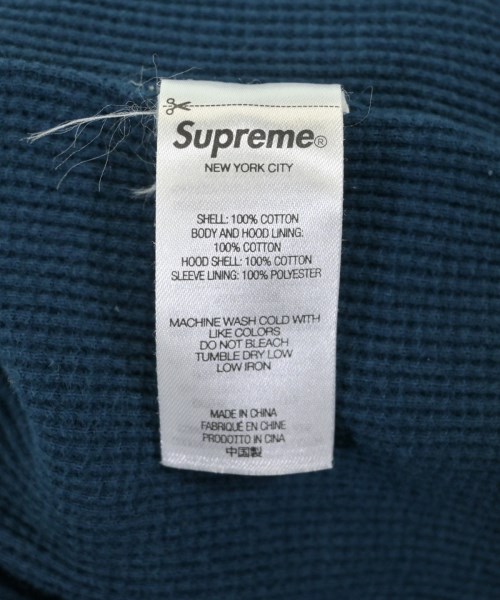 Supreme®
NEW YORK CITY
SHELL: 100% COTTON
BODY AND HOOD LINING:
100% COTTON
HOOD SHELL: 100% COTTON
SLEEVE LINING: 100% POLYESTER
MACHINE WASH COLD WITH
LIKE COLORS
DO NOT BLEACH
TUMBLE DRY LOW
LOW IRON
MADE IN CHINA
FABRIQUÉ EN CHINE
PRODOTTO IN CINA
中国製